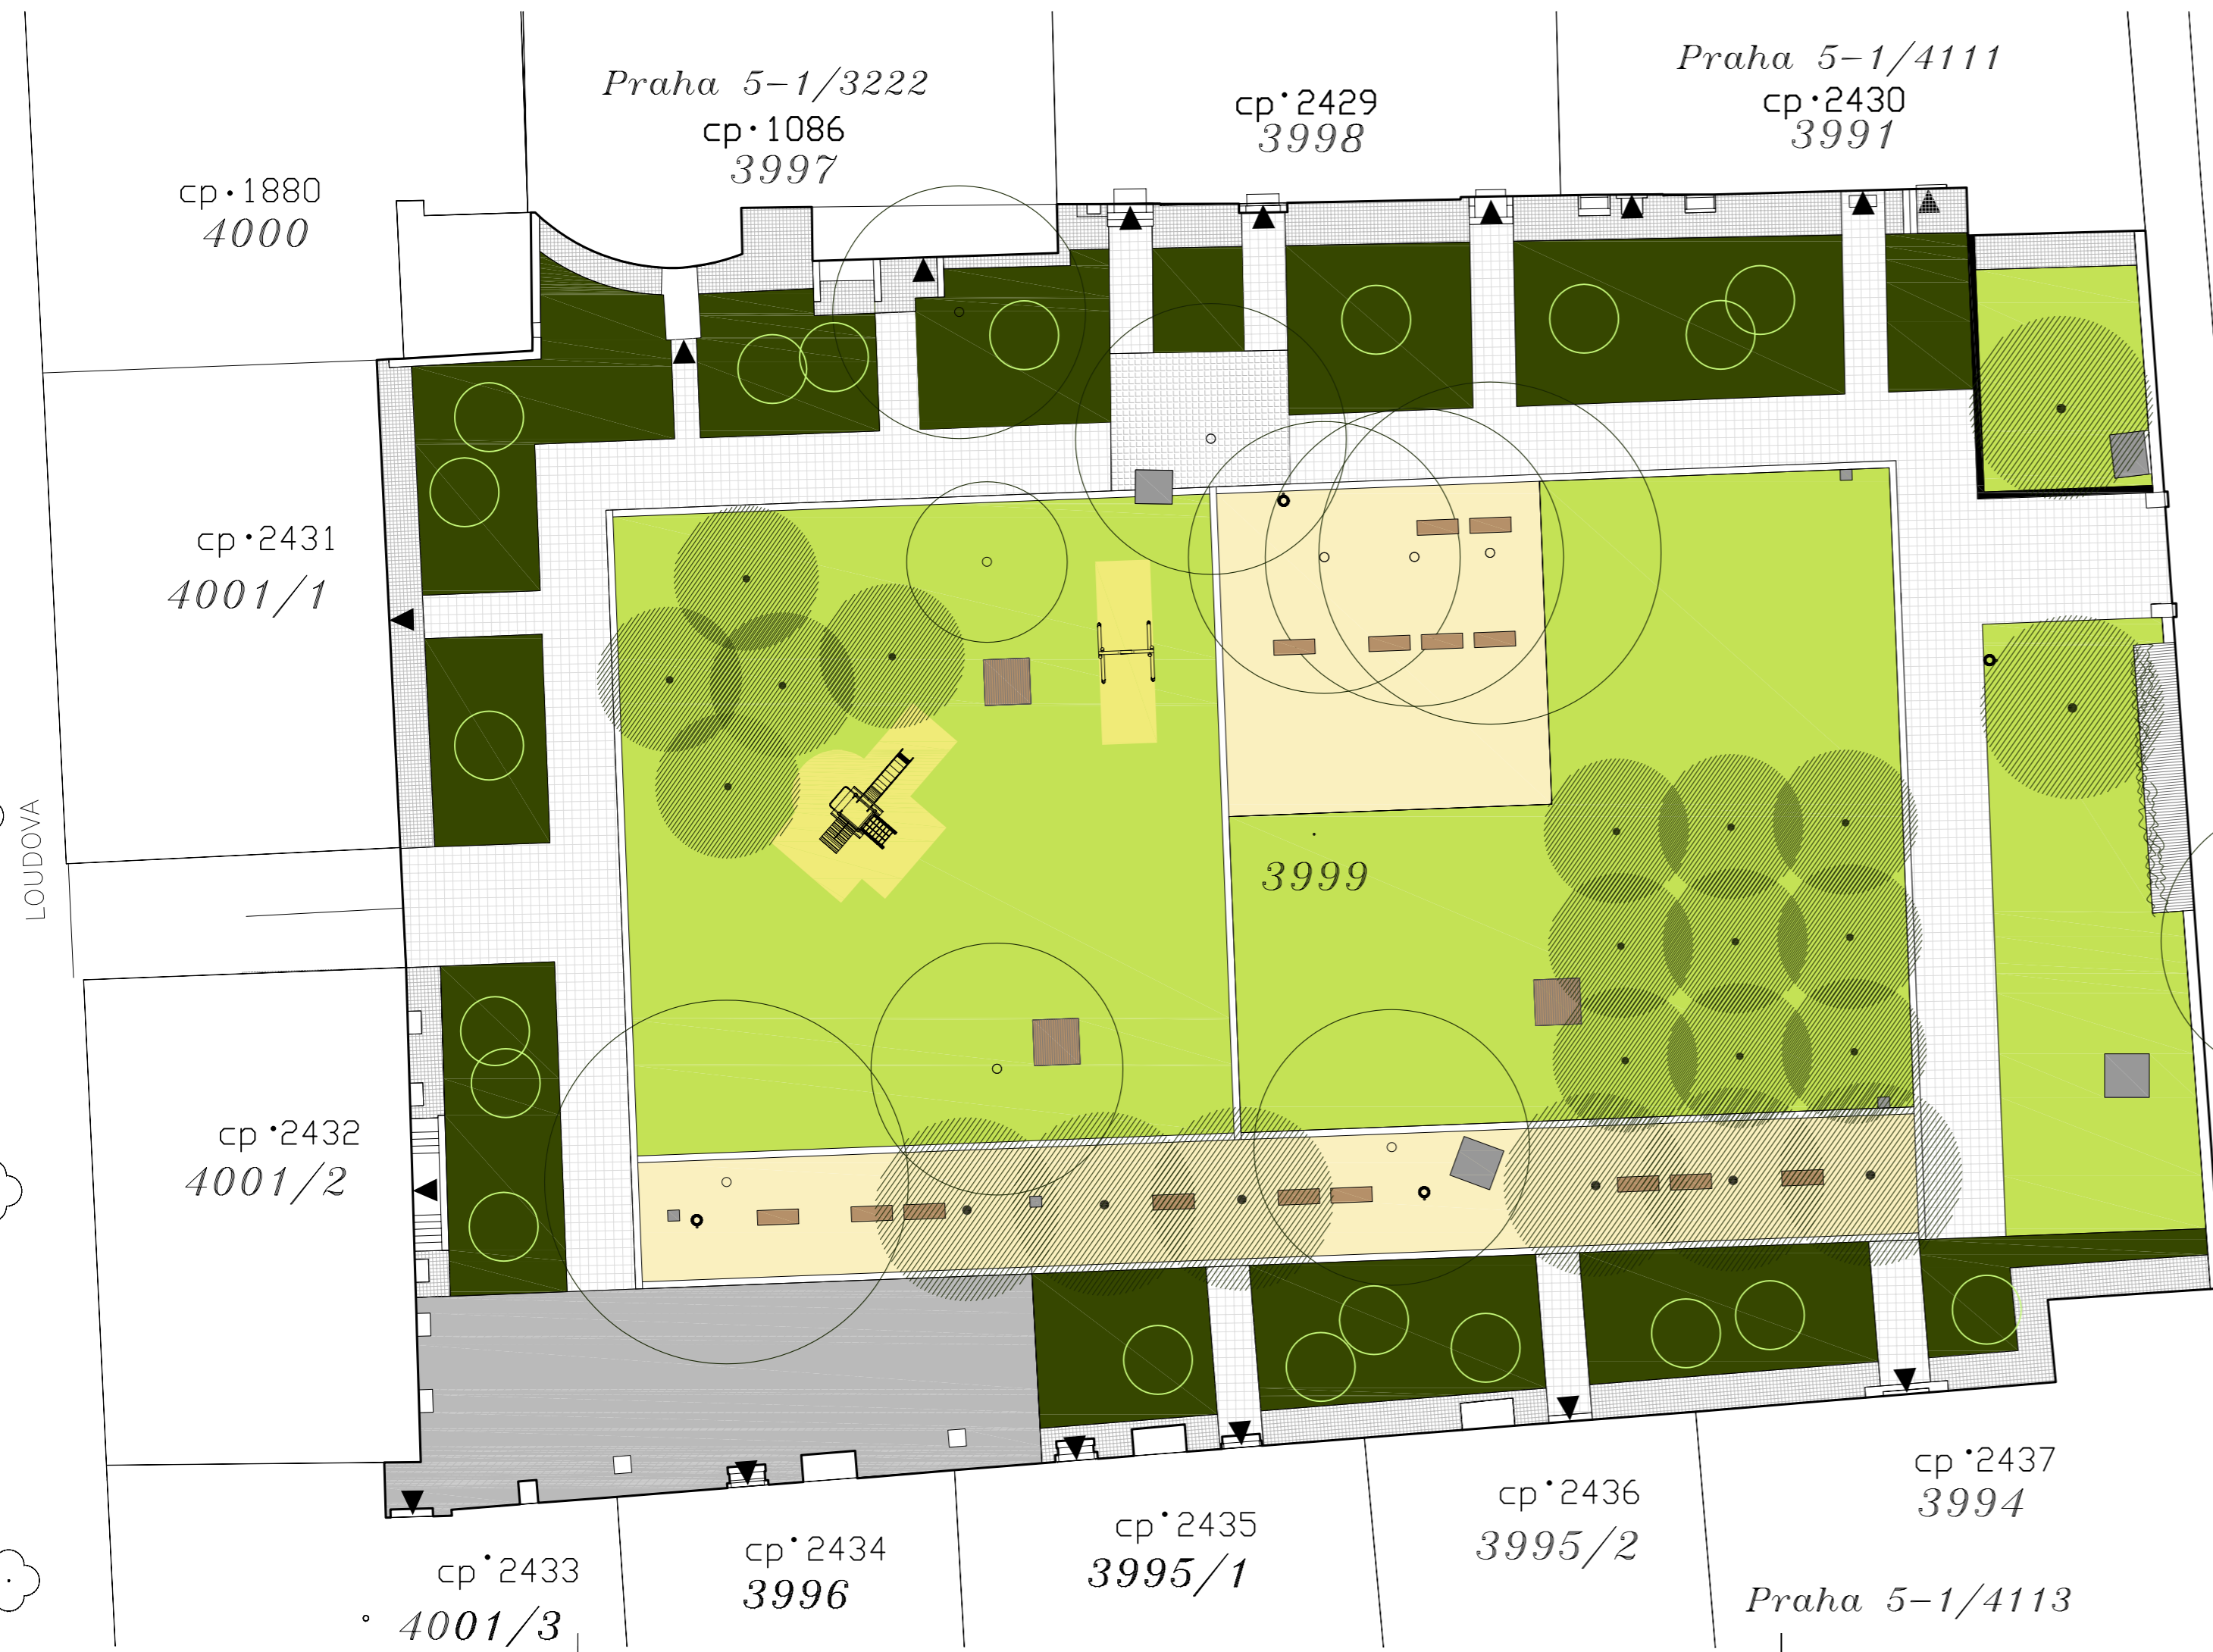 Praha 5-1/3222
cp·1086
3997
cp·2429
3998
Praha 5-1/4111
cp·2430
3991
cp·1880
4000
cp·2431
4001/1
LOUDOVA
3999
cp·2432
4001/2
cp·2433
4001/3
cp·2434
3996
cp·2435
3995/1
cp·2436
3995/2
cp·2437
3994
Praha 5-1/4113